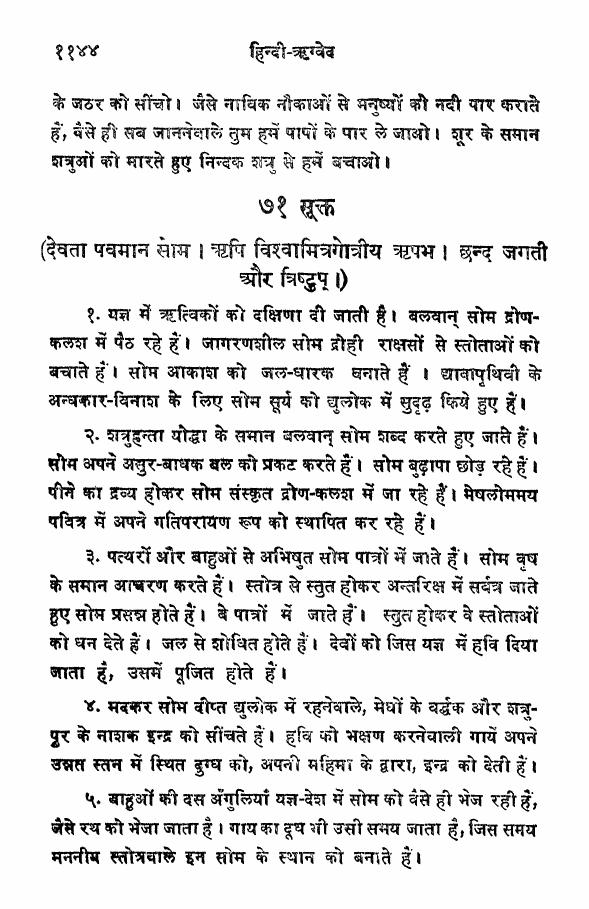 ११४४ हिन्दी-ऋग्वेद
के जठर को सींचो। जैसे नाविक नौकाओं से मनुष्यों को नदी पार कराते
हैं, वैसे ही सब जाननेवाले तुम हमें पापों के पार ले जाओ। शूर के समान
शत्रुओं को मारते हुए निन्दक शत्रु से हमें बचाओ।
७१ सूक्त
(देवता पवमान सोम। ऋषि विश्वामित्रगोत्रीय ऋषभ। छन्द जगती
और त्रिष्टुप्।)
१. यज्ञ में ऋत्विकों को दक्षिणा दी जाती है। बलवान् सोम द्रोण-
कलश में पैठ रहे हैं। जागरणशील सोम द्रोही राक्षसों से स्तोताओं को
बचाते हैं। सोम आकाश को जल-धारक बनाते हैं । द्यावापृथिवी के
अन्धकार-विनाश के लिए सोम सूर्य को द्युलोक में सुदृढ़ किये हुए हैं।
२. शत्रुहन्ता योद्धा के समान बलवान् सोम शब्द करते हुए जाते हैं।
सोम अपने असुर-बाधक बल को प्रकट करते हैं। सोम बुढ़ापा छोड़ रहे हैं।
पीने का द्रव्य होकर सोम संस्कृत द्रोण-कलश में जा रहे हैं। मेषलोममय
पवित्र में अपने गतिपरायण रूप को स्थापित कर रहे हैं।
३. पत्थरों और बाहुओं से अभिषुत सोम पात्रों में जाते हैं। सोम वृष
के समान आचरण करते हैं। स्तोत्र से स्तुत होकर अन्तरिक्ष में सर्वत्र जाते
हुए सोम प्रसन्न होते हैं। वे पात्रों में जाते हैं। स्तुत होकर वे स्तोताओं
को धन देते हैं। जल से शोधित होते हैं। देवों को जिस यज्ञ में हवि दिया
जाता है, उसमें पूजित होते हैं।
४. मदकर सोम दीप्त द्युलोक में रहनेवाले, मेघों के वर्द्धक और शत्रु-
पुर के नाशक इन्द्र को सींचते हैं। हवि को भक्षण करनेवाली गायें अपने
उन्नत स्तन में स्थित दुग्ध को, अपनी महिमा के द्वारा, इन्द्र को देती हैं।
५. बाहुओं की दस अँगुलियाँ यज्ञ-देश में सोम को वैसे ही भेज रही हैं,
जैसे रथ को भेजा जाता है। गाय का दूध भी उसी समय जाता है, जिस समय
मननीय स्तोत्रवाले इन सोम के स्थान को बनाते हैं।